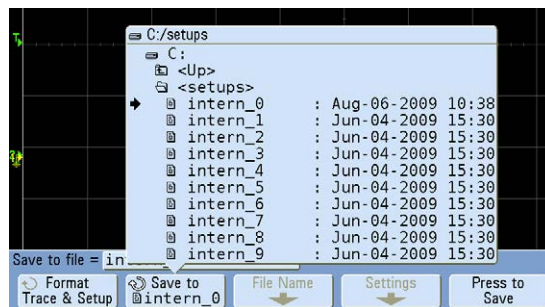 C:/setups
C:
<Up>
<setups>
intern_0 : Aug-06-2009 10:38
intern_1 : Jun-04-2009 15:30
intern_2 : Jun-04-2009 15:30
intern_3 : Jun-04-2009 15:30
intern_4 : Jun-04-2009 15:30
intern_5 : Jun-04-2009 15:30
intern_6 : Jun-04-2009 15:30
intern_7 : Jun-04-2009 15:30
intern_8 : Jun-04-2009 15:30
intern_9 : Jun-04-2009 15:30
Save to file = in
Format Save to File Name Settings Press to
Trace & Setup intern_0 Save